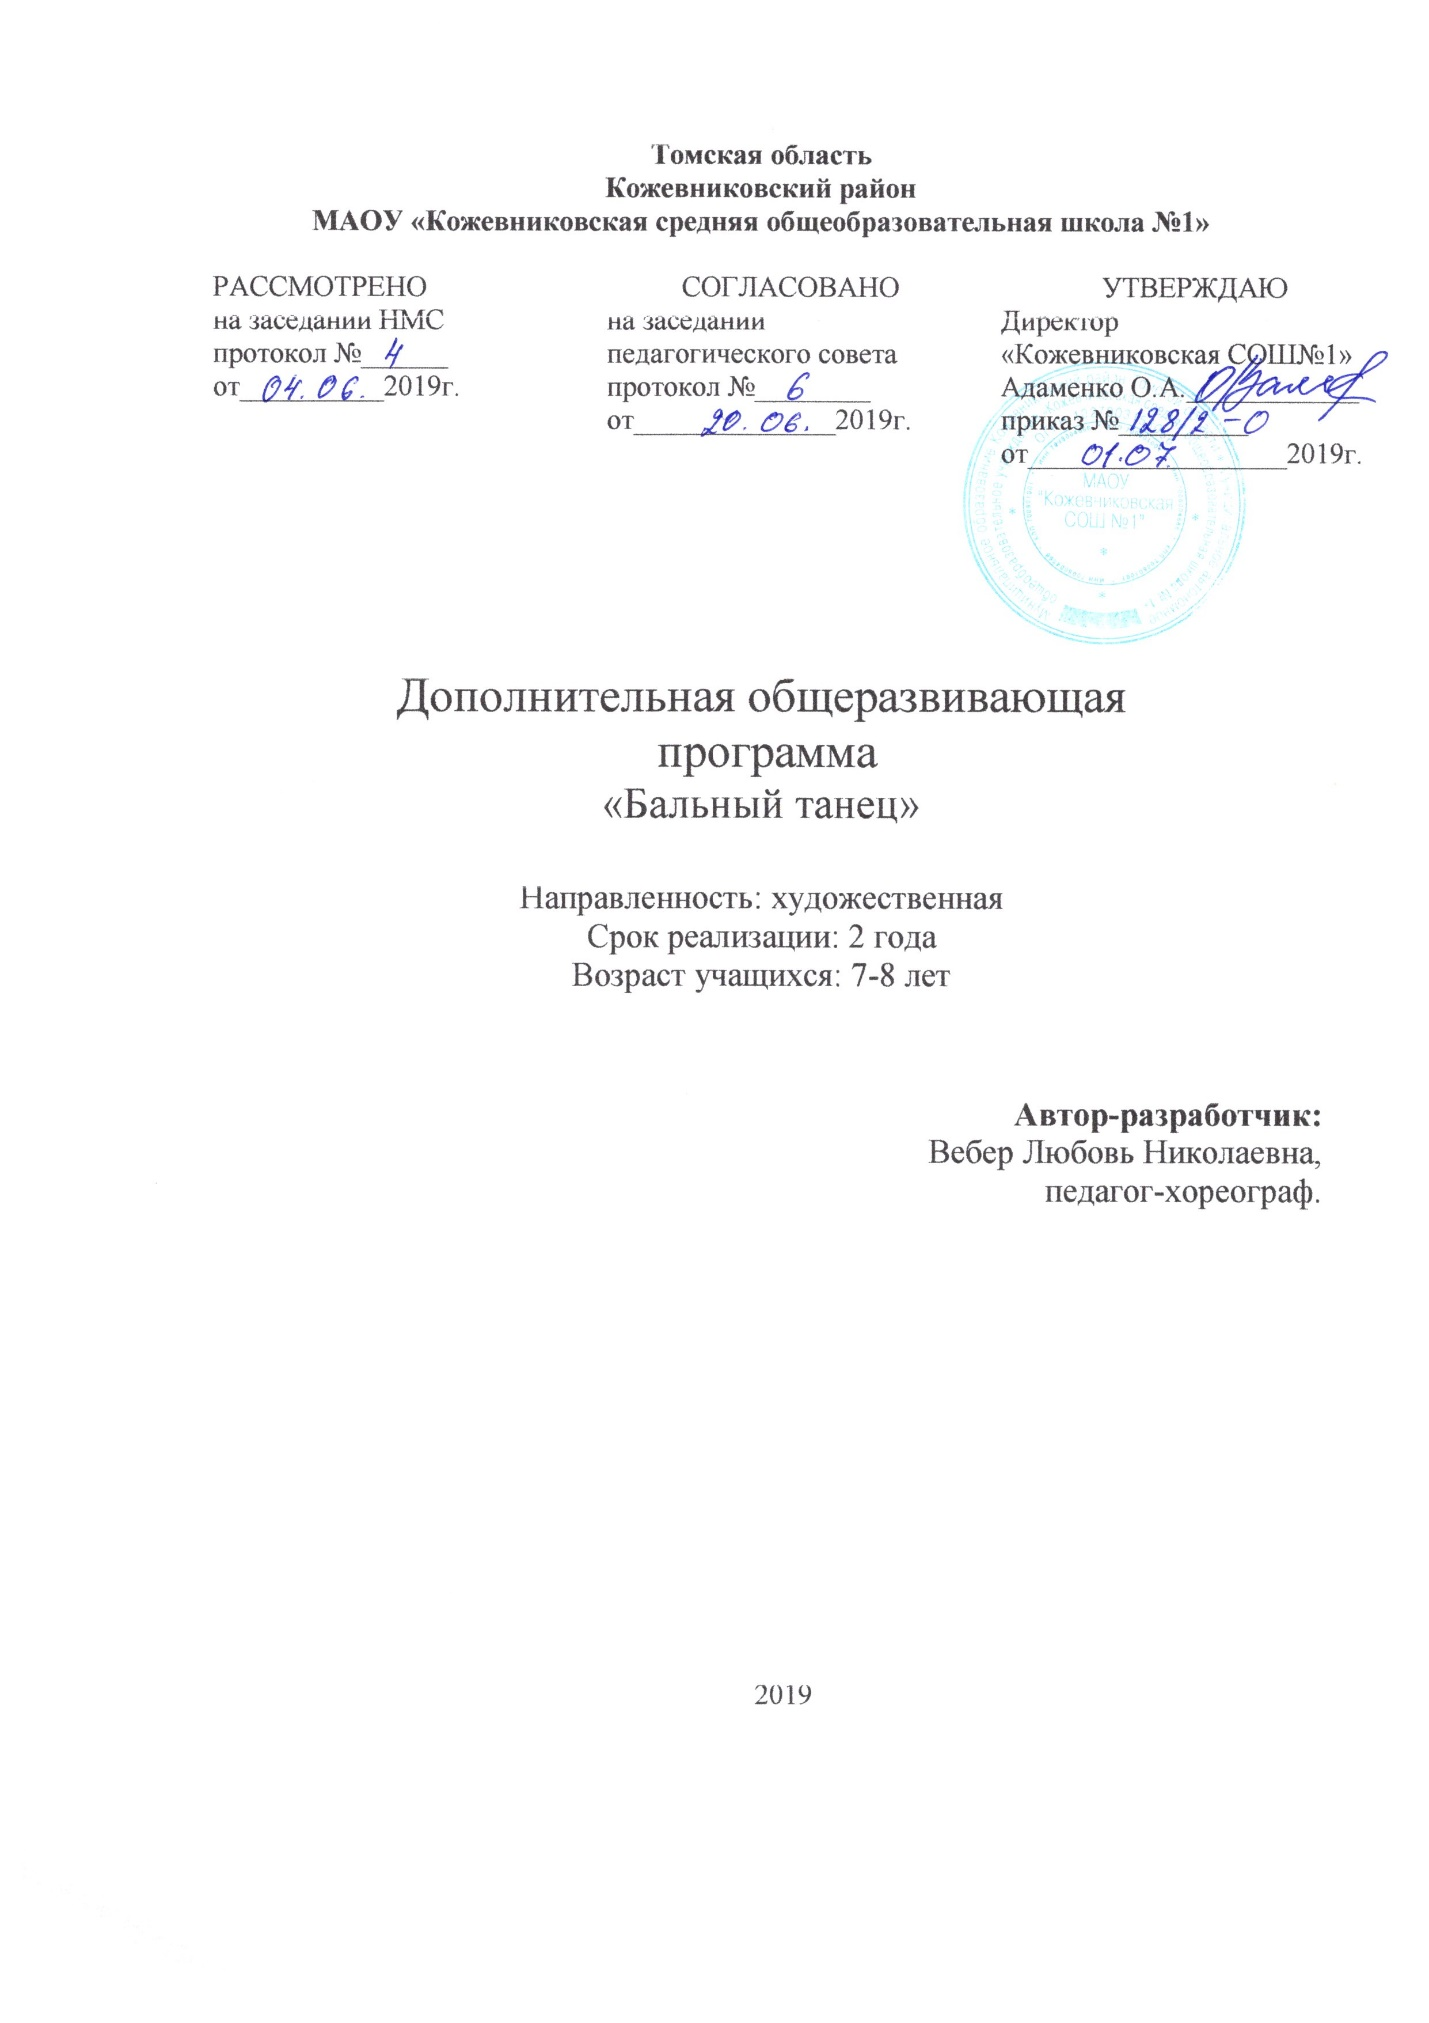 Томская область
Кожевниковский район
МАОУ «Кожевниковская средняя общеобразовательная школа №1»
РАССМОТРЕНО
на заседании НМС
протокол № 4
от 04. 06. 2019г.
СОГЛАСОВАНО
на заседании
педагогического совета
протокол № 6
от 20. 06. 2019г.
УТВЕРЖДАЮ
Директор
«Кожевниковская СОШ№1»
Адаменко О.А.
приказ № 128/2-О
от 01.07. 2019г.
МАОУ
"Кожевниковская
СОШ №1"
Дополнительная общеразвивающая
программа
«Бальный танец»
Направленность: художественная
Срок реализации: 2 года
Возраст учащихся: 7-8 лет
Автор-разработчик:
Вебер Любовь Николаевна,
педагог-хореограф.
2019